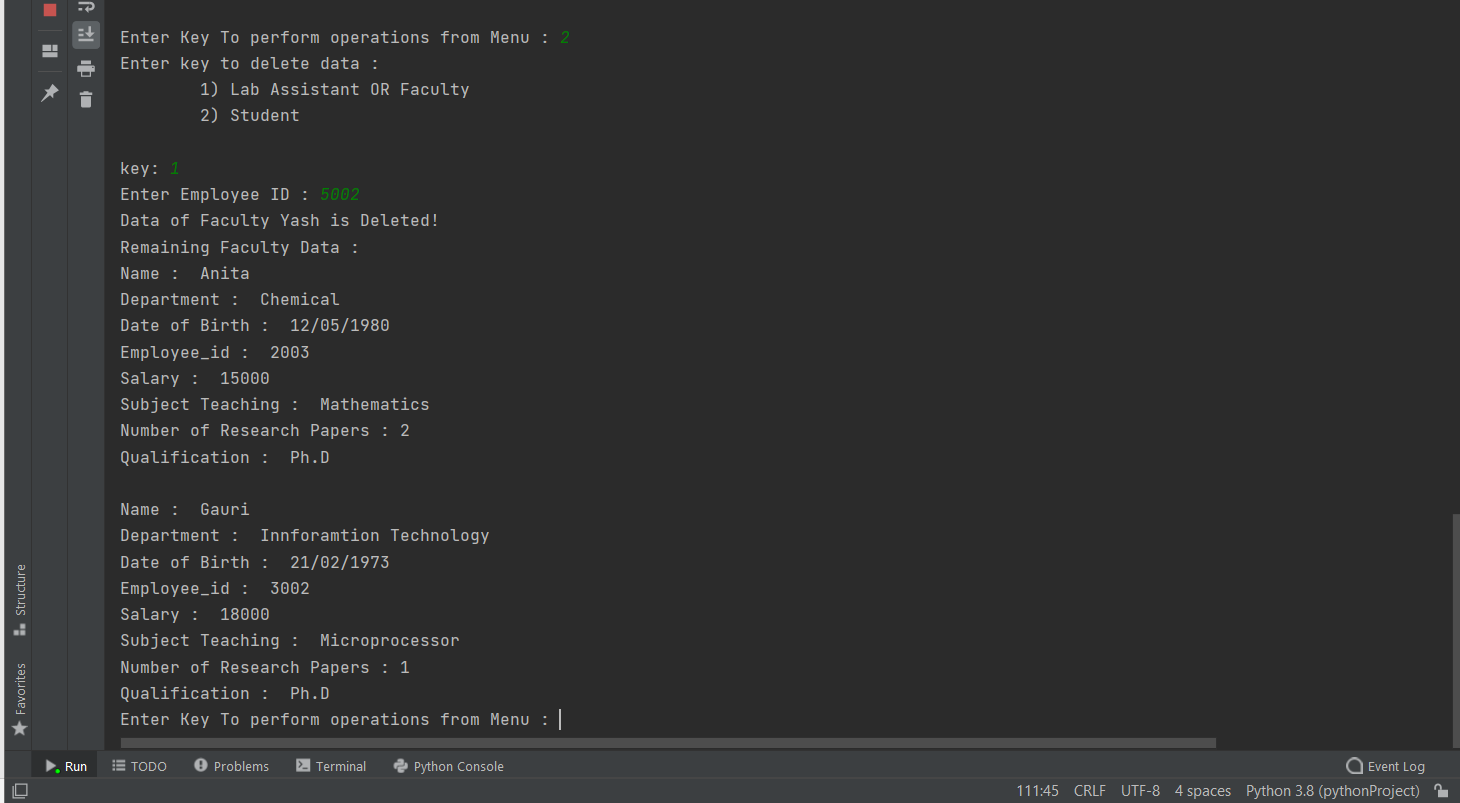 Enter Key To perform operations from Menu : 2
Enter key to delete data :
1) Lab Assistant OR Faculty
2) Student
key: 1
Enter Employee ID : 5002
Data of Faculty Yash is Deleted!
Remaining Faculty Data :
Name :  Anita
Department :  Chemical
Date of Birth :  12/05/1980
Employee_id :  2003
Salary :  15000
Subject Teaching :  Mathematics
Number of Research Papers : 2
Qualification :  Ph.D
Name :  Gauri
Department :  Innforamtion Technology
Date of Birth :  21/02/1973
Employee_id :  3002
Salary :  18000
Subject Teaching :  Microprocessor
Number of Research Papers : 1
Qualification :  Ph.D
Enter Key To perform operations from Menu :
Structure
Favorites
Run TODO Problems Terminal Python Console Event Log
111:45 CRLF UTF-8 4 spaces Python 3.8 (pythonProject)